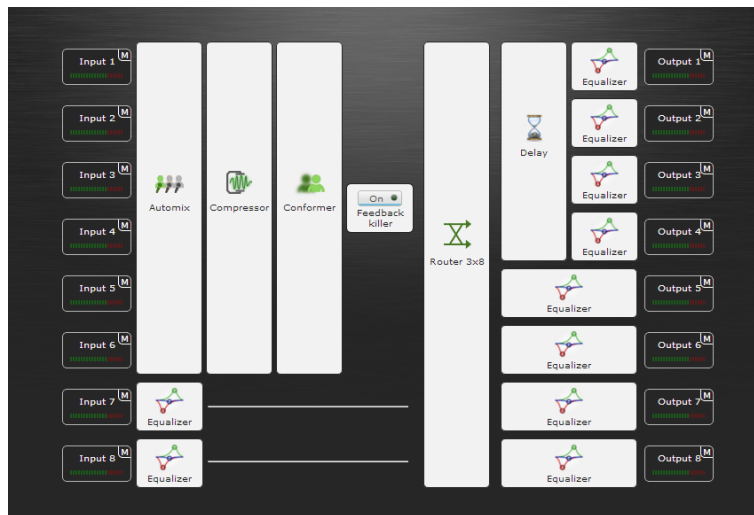 Input 1 M
Input 2 M
Input 3 M
Input 4 M
Input 5 M
Input 6 M
Input 7 M
Input 8 M
Automix
Compressor
Conformer
Equalizer
Equalizer
On
Feedback
killer
Router 3x8
Delay
Equalizer
Equalizer
Equalizer
Equalizer
Equalizer
Equalizer
Equalizer
Equalizer
Output 1 M
Output 2 M
Output 3 M
Output 4 M
Output 5 M
Output 6 M
Output 7 M
Output 8 M